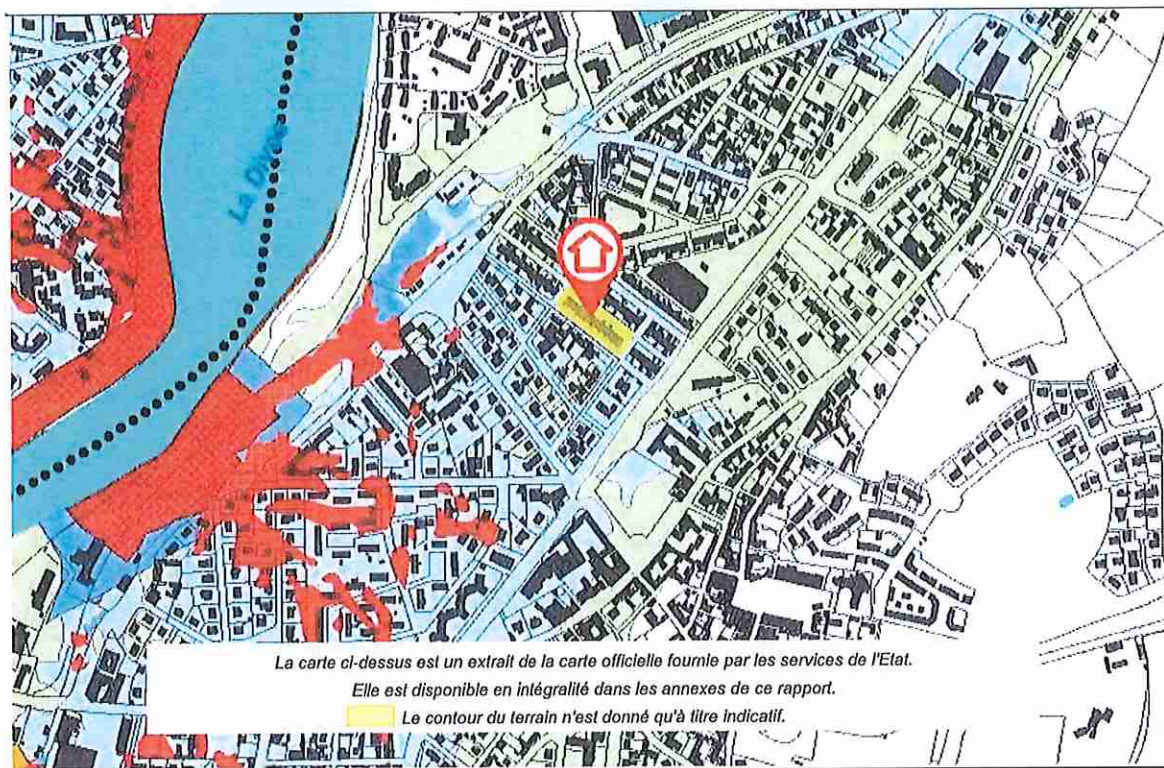 La
La carte ci-dessus est un extrait de la carte officielle fournie par les services de l'Etat.
Elle est disponible en intégralité dans les annexes de ce rapport.
Le contour du terrain n'est donné qu'à titre indicatif.